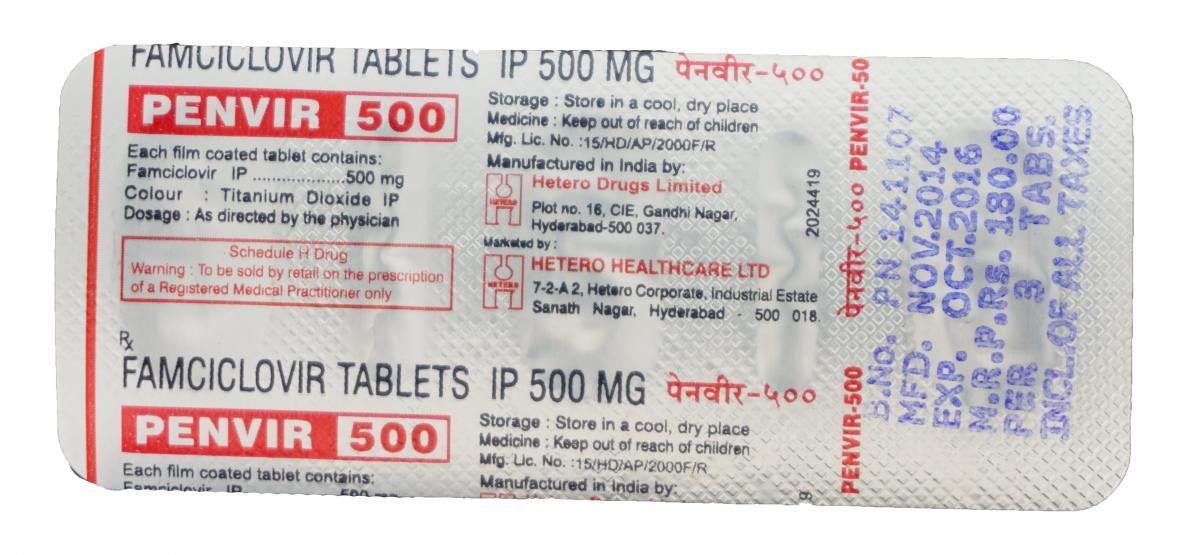 FAMCICLOVIR TABLETS IP 500 MG पेनवीर-५००
PENVIR 500
Each film coated tablet contains:
Famciclovir IP .....................500 mg
Colour : Titanium Dioxide IP
Dosage : As directed by the physician
Schedule H Drug
Warning : To be sold by retail on the prescription
of a Registered Medical Practitioner only
Storage : Store in a cool, dry place
Medicine : Keep out of reach of children
Mfg. Lic. No. :15/HD/AP/2000F/R
Manufactured in India by:
HETERO
Hetero Drugs Limited
Plot no. 16, CIE, Gandhi Nagar,
Hyderabad-500 037.
Marketed by :
HETERO
HETERO HEALTHCARE LTD
7-2-A 2, Hetero Corporate, Industrial Estate
Sanath Nagar, Hyderabad - 500 018.
2024419
Rx
FAMCICLOVIR TABLETS IP 500 MG पेनवीर-५००
PENVIR 500
Each film coated tablet contains:
Famciclovir IP 500 mg
Storage : Store in a cool, dry place
Medicine : Keep out of reach of children
Mfg. Lic. No. :15/HD/AP/2000F/R
Manufactured in India by:
9
PENVIR-500 पेनवीर-५०० PENVIR-50
B.No. PN 141107
MFD. NOV.2014
EXP. OCT.2016
M.R.P.RS. 180.00
PER 3 TABS.
INCL.OF ALL TAXES